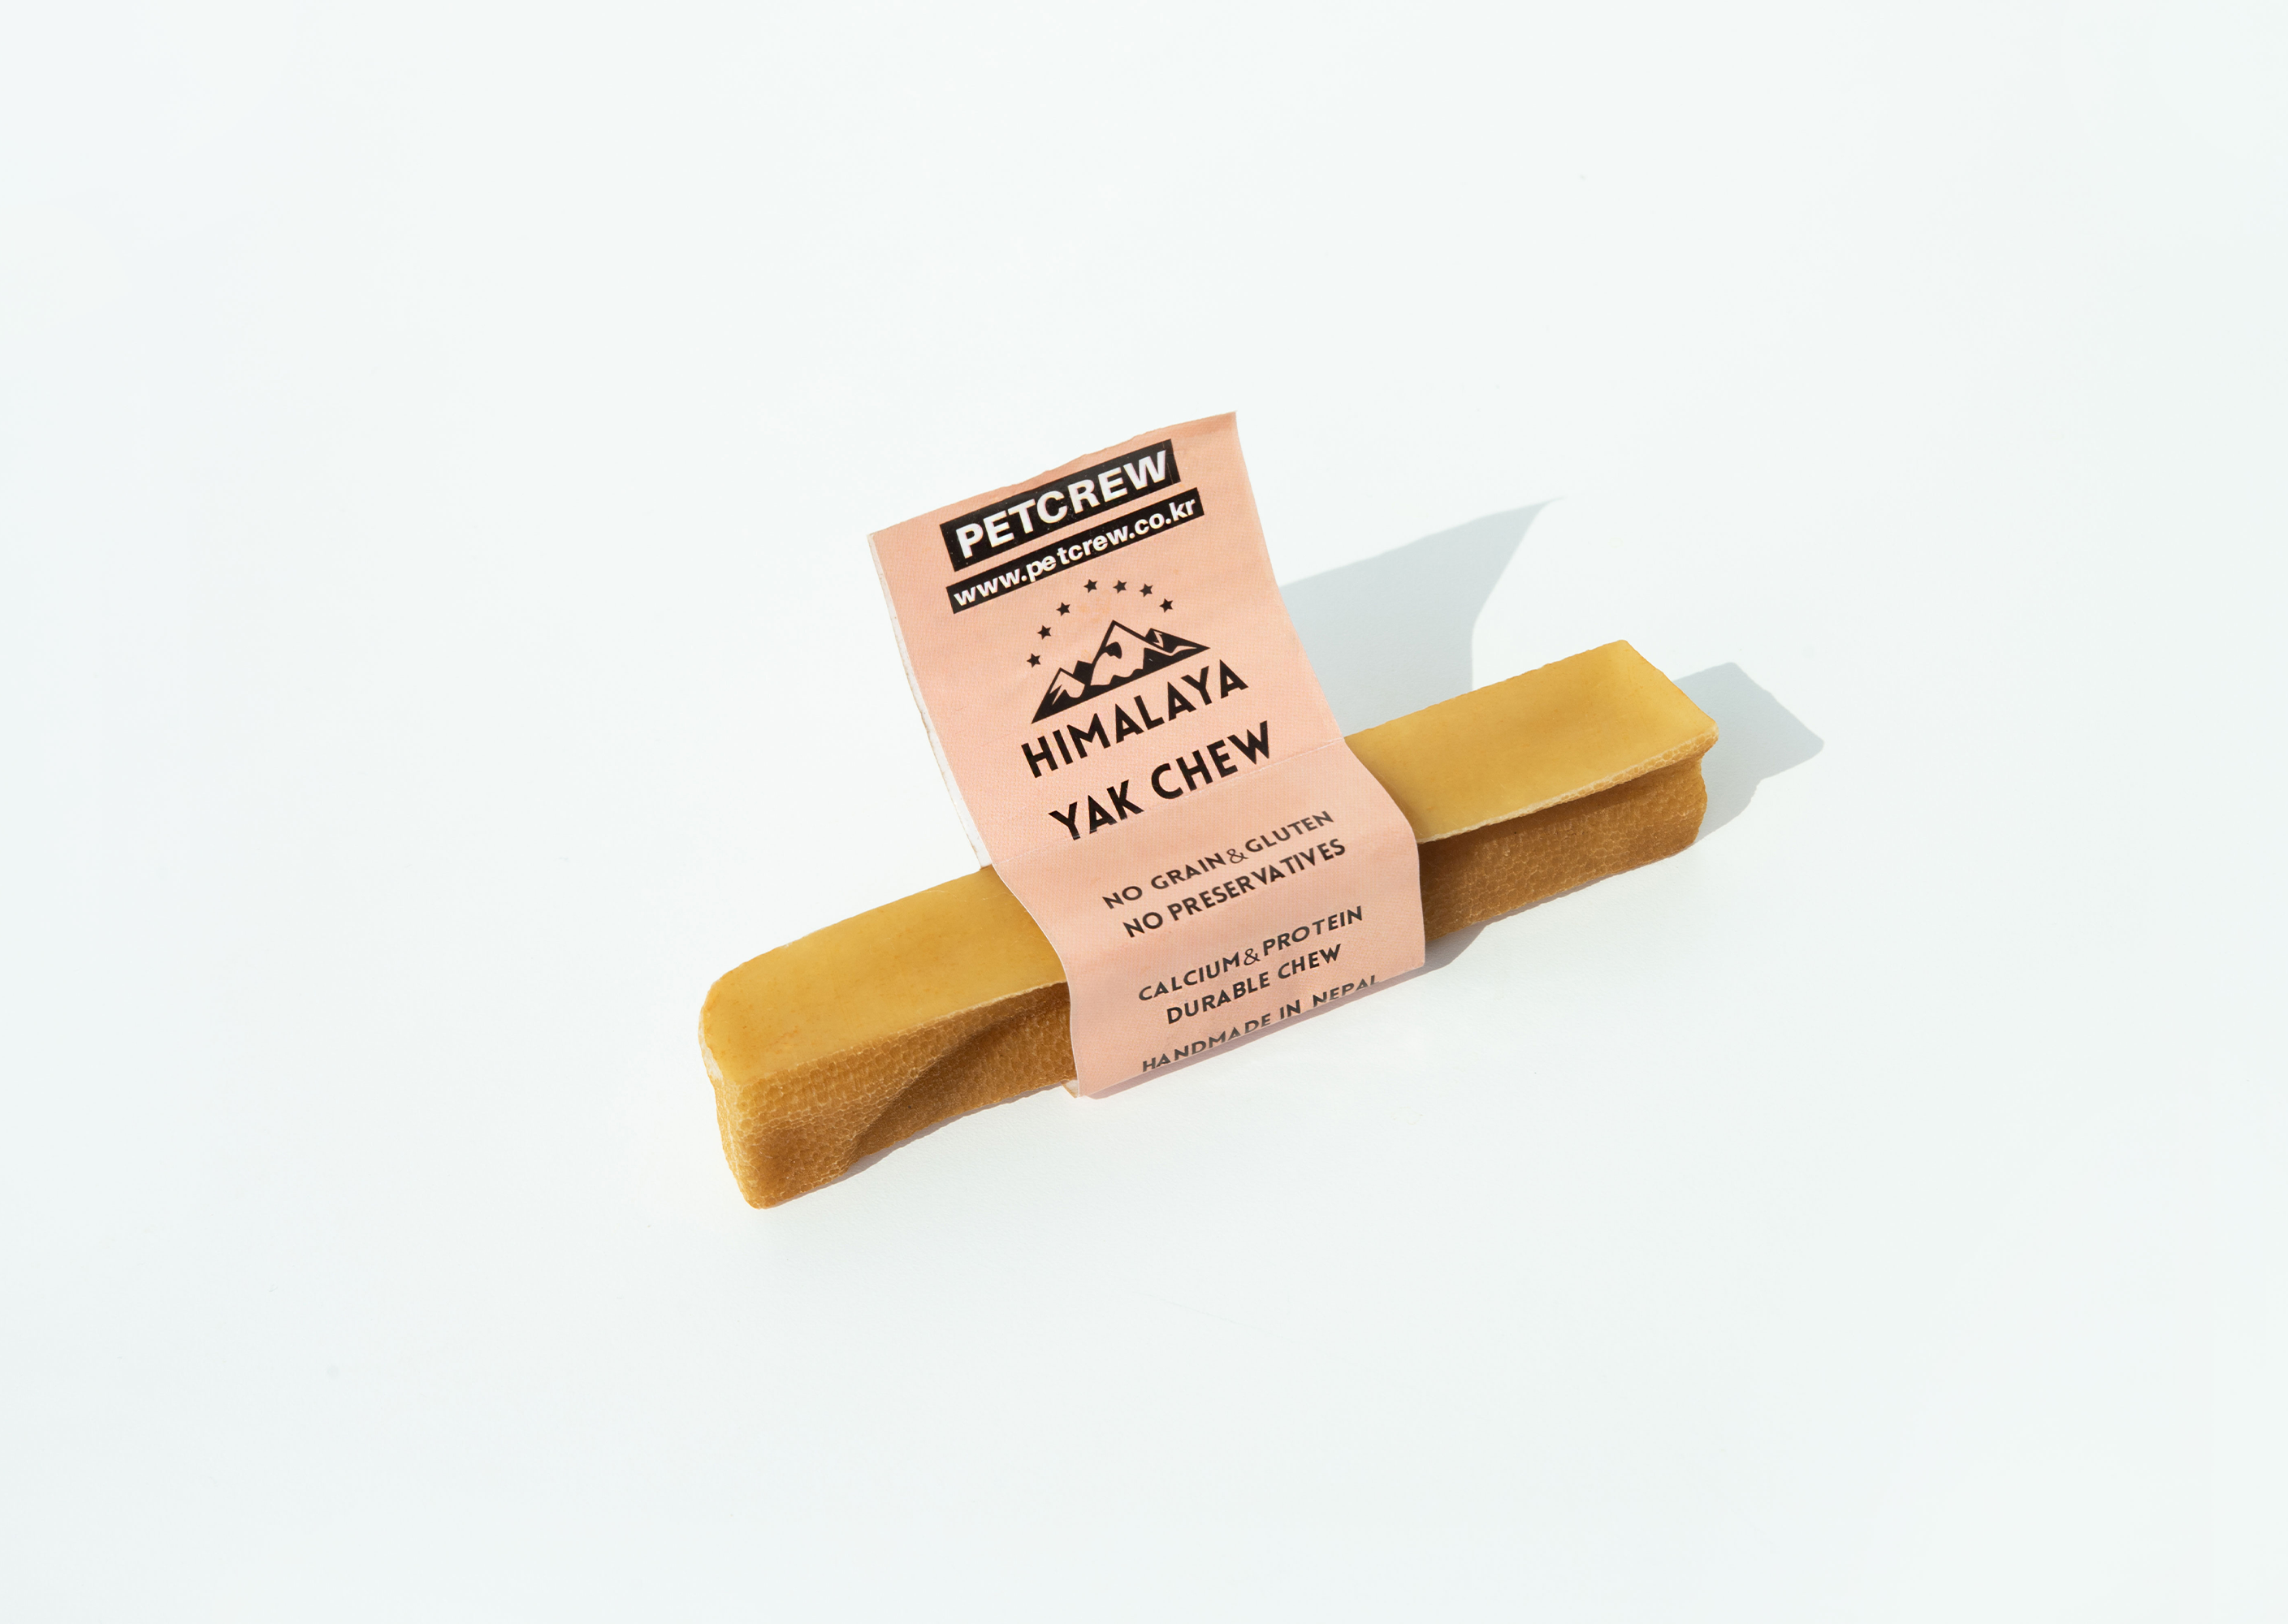 PETCREW
www.petcrew.co.kr
HIMALAYA
YAK CHEW
NO GRAIN & GLUTEN
NO PRESERVATIVES
CALCIUM & PROTEIN
DURABLE CHEW
HANDMADE IN NEPAL